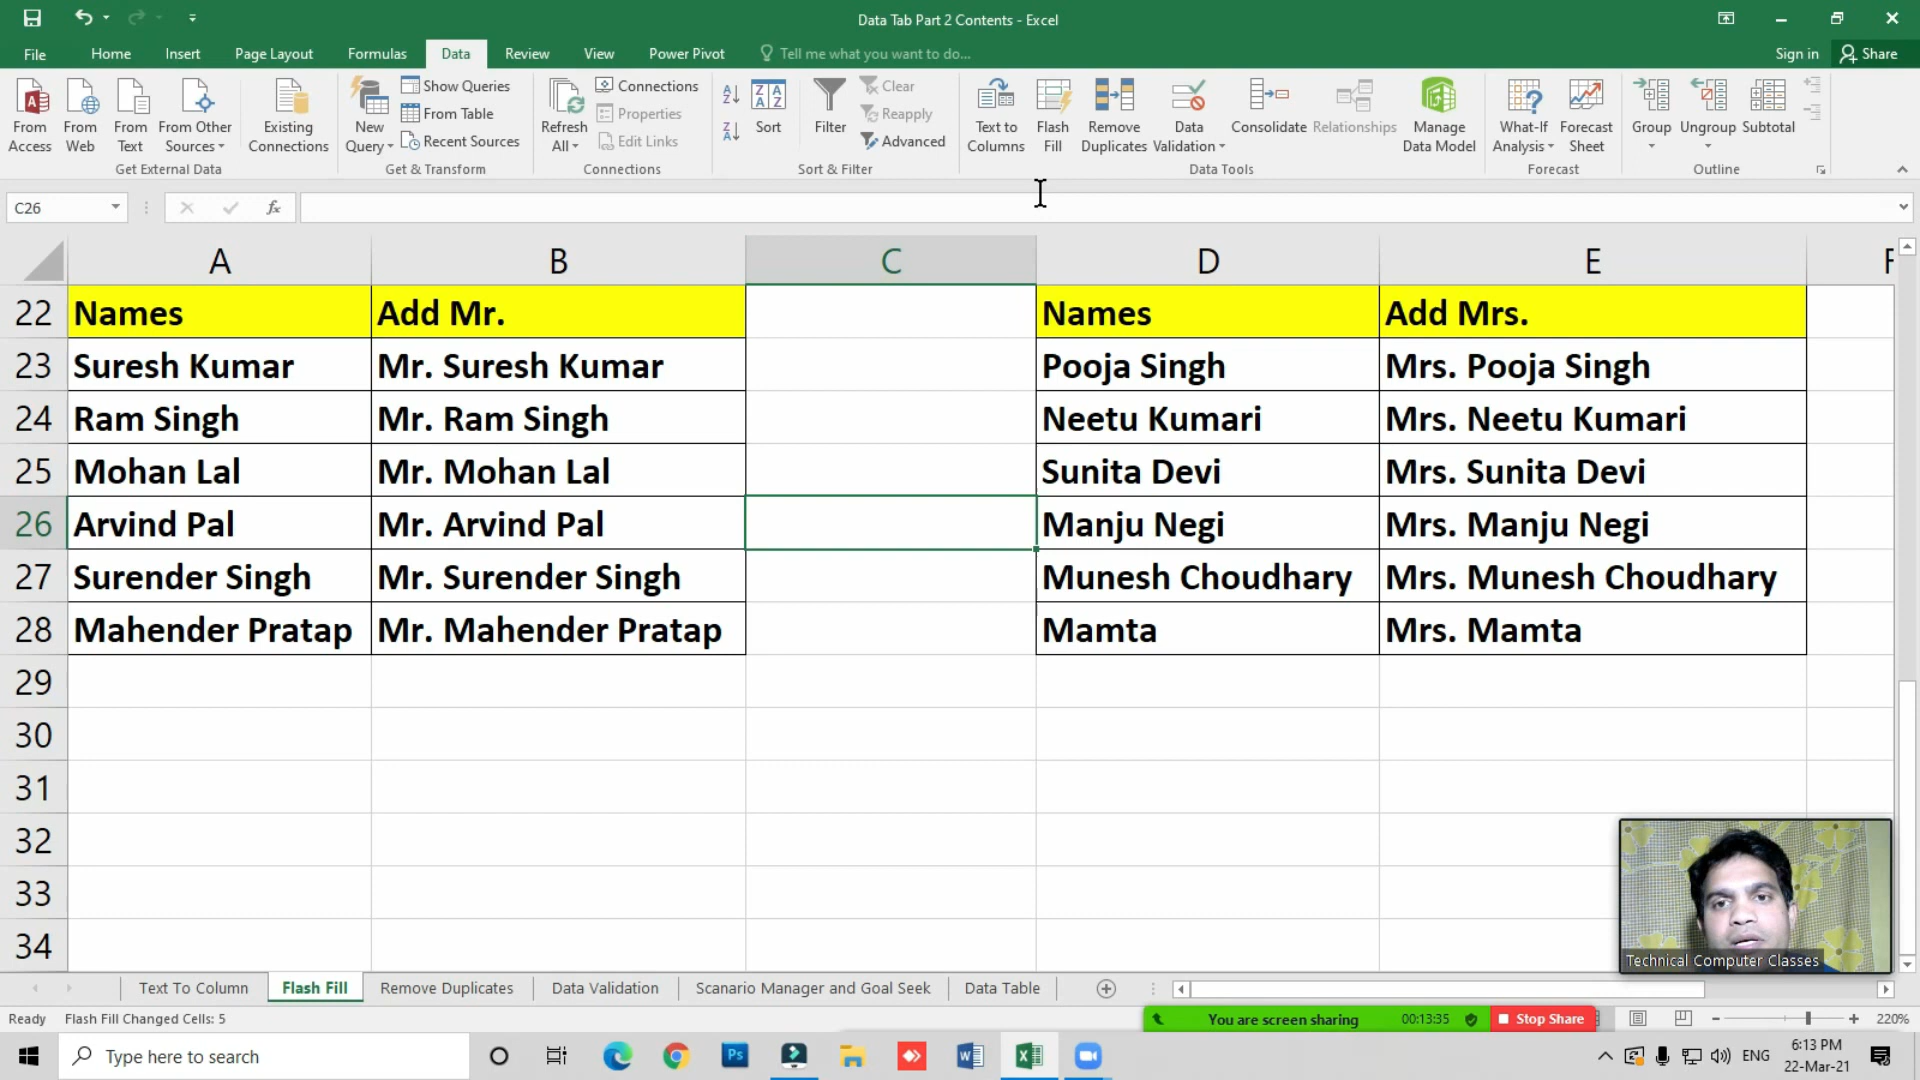 Data Tab Part 2 Contents - Excel
File Home Insert Page Layout Formulas Data Review View Power Pivot Tell me what you want to do... Sign in Share
From Access
From Web
From Text
From Other Sources
Existing Connections
Get External Data
New Query
Show Queries
From Table
Recent Sources
Get & Transform
Refresh All
Connections
Properties
Edit Links
Connections
Sort
Filter
Clear
Reapply
Advanced
Sort & Filter
Text to Columns
Flash Fill
Remove Duplicates
Data Validation
Consolidate
Relationships
Manage Data Model
Data Tools
What-If Analysis
Forecast Sheet
Forecast
Group
Ungroup
Subtotal
Outline
C26 fx
A B C D E F
22 Names Add Mr. Names Add Mrs.
23 Suresh Kumar Mr. Suresh Kumar Pooja Singh Mrs. Pooja Singh
24 Ram Singh Mr. Ram Singh Neetu Kumari Mrs. Neetu Kumari
25 Mohan Lal Mr. Mohan Lal Sunita Devi Mrs. Sunita Devi
26 Arvind Pal Mr. Arvind Pal Manju Negi Mrs. Manju Negi
27 Surender Singh Mr. Surender Singh Munesh Choudhary Mrs. Munesh Choudhary
28 Mahender Pratap Mr. Mahender Pratap Mamta Mrs. Mamta
29
30
31
32
33
34
Technical Computer Classes
Text To Column Flash Fill Remove Duplicates Data Validation Scanario Manager and Goal Seek Data Table
Ready Flash Fill Changed Cells: 5 You are screen sharing 00:13:35 Stop Share 220%
Type here to search Ps ENG 6:13 PM
22-Mar-21